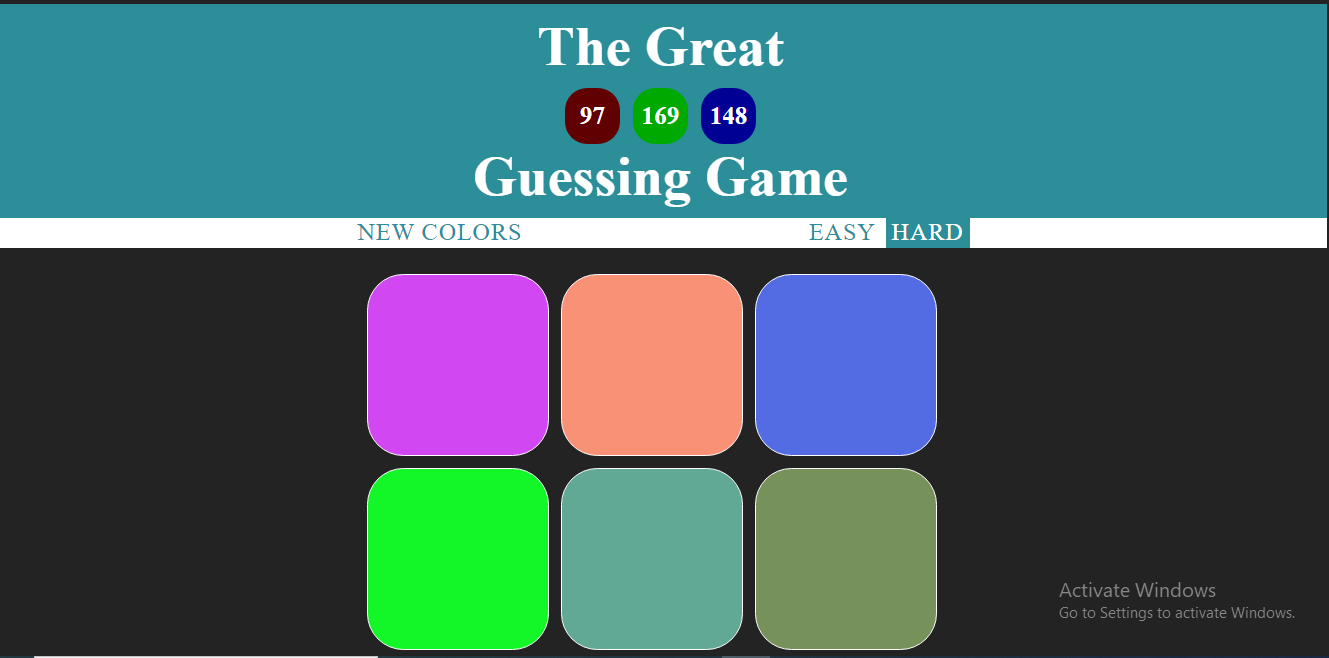 The Great
97 169 148
Guessing Game
NEW COLORS EASY HARD
Activate Windows
Go to Settings to activate Windows.